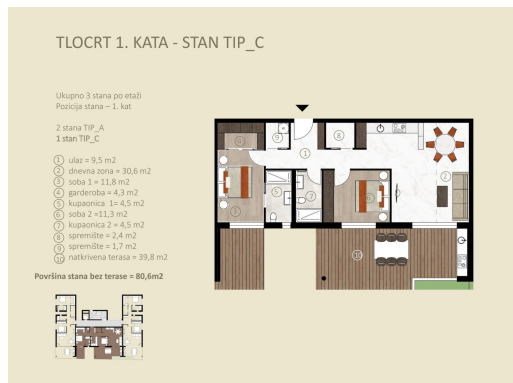 TLOCRT 1. KATA - STAN TIP_C
Ukupno 3 stana po etaži
Pozicija stana – 1. kat
2 stana TIP_A
1 stan TIP_C
1 ulaz = 9,5 m2
2 dnevna zona = 30,6 m2
3 soba 1 = 11,8 m2
4 garderoba = 4,3 m2
5 kupaonica 1= 4,5 m2
6 soba 2 =11,3 m2
7 kupaonica 2 = 4,5 m2
8 spremište = 2,4 m2
9 spremište = 1,7 m2
10 natkrivena terasa = 39,8 m2
Površina stana bez terase = 80,6m2
4
9
8
1
2
3
5
7
6
10